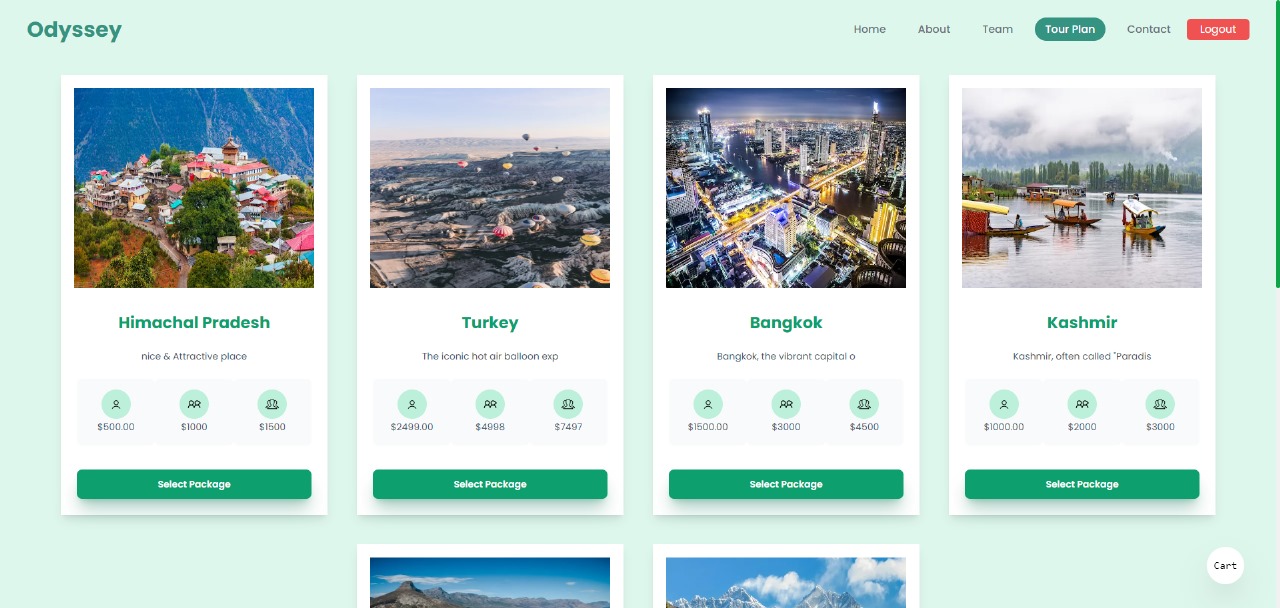 Odyssey
Home About Team Tour Plan Contact Logout
Himachal Pradesh
nice & Attractive place
$500.00 $1000 $1500
Select Package
Turkey
The iconic hot air balloon exp
$2499.00 $4998 $7497
Select Package
Bangkok
Bangkok, the vibrant capital o
$1500.00 $3000 $4500
Select Package
Kashmir
Kashmir, often called "Paradis
$1000.00 $2000 $3000
Select Package
Cart